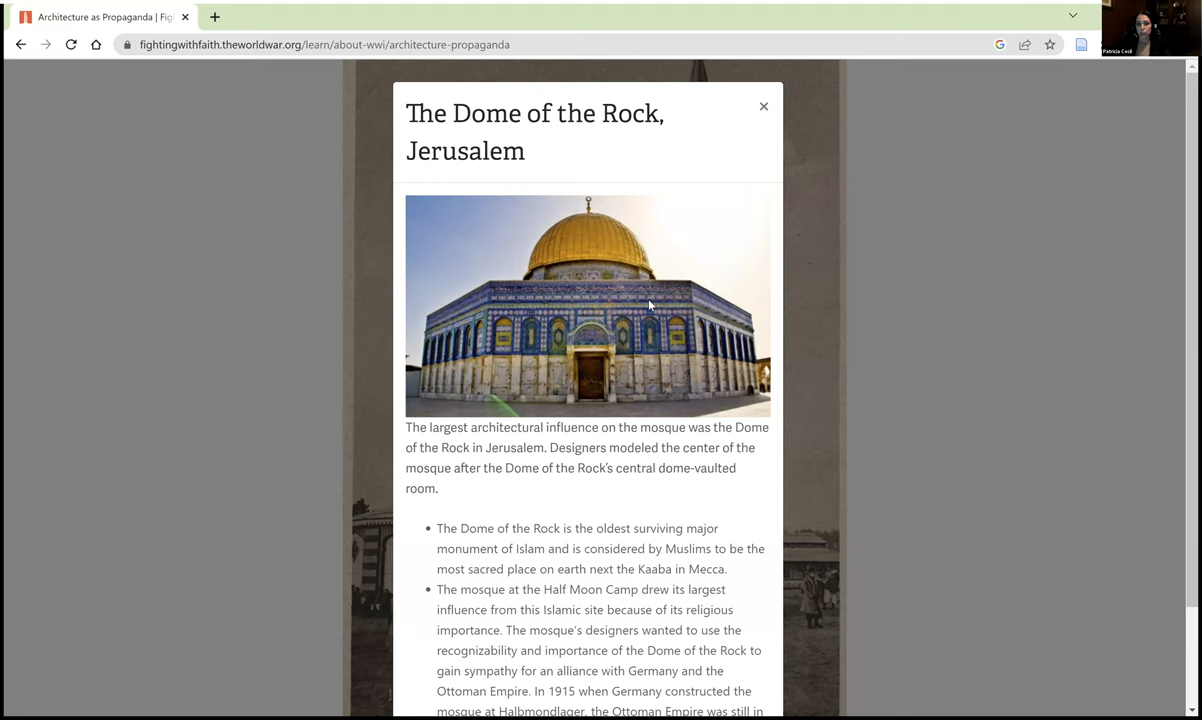 Architecture as Propaganda | Fig
fightingwithfaith.theworldwar.org/learn/about-wwi/architecture-propaganda
Patricia Cecil
The Dome of the Rock,
Jerusalem
The largest architectural influence on the mosque was the Dome
of the Rock in Jerusalem. Designers modeled the center of the
mosque after the Dome of the Rock's central dome-vaulted
room.
• The Dome of the Rock is the oldest surviving major
monument of Islam and is considered by Muslims to be the
most sacred place on earth next the Kaaba in Mecca.
• The mosque at the Half Moon Camp drew its largest
influence from this Islamic site because of its religious
importance. The mosque's designers wanted to use the
recognizability and importance of the Dome of the Rock to
gain sympathy for an alliance with Germany and the
Ottoman Empire. In 1915 when Germany constructed the
mosque at Halbmondlager, the Ottoman Empire was still in